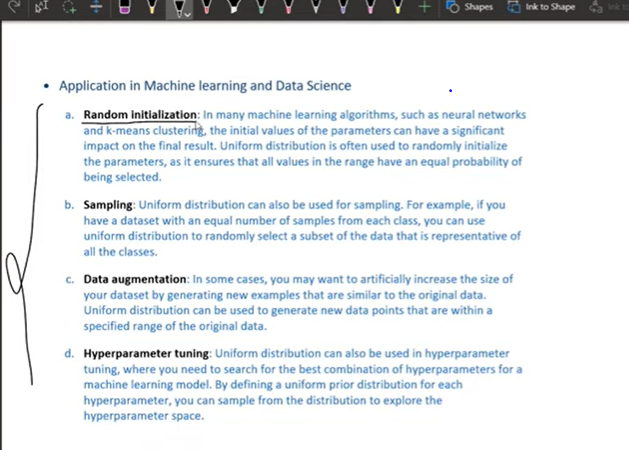 Shapes
Ink to Shape
• Application in Machine learning and Data Science
a. Random initialization: In many machine learning algorithms, such as neural networks
and k-means clustering, the initial values of the parameters can have a significant
impact on the final result. Uniform distribution is often used to randomly initialize
the parameters, as it ensures that all values in the range have an equal probability of
being selected.
b. Sampling: Uniform distribution can also be used for sampling. For example, if you
have a dataset with an equal number of samples from each class, you can use
uniform distribution to randomly select a subset of the data that is representative of
all the classes.
c. Data augmentation: In some cases, you may want to artificially increase the size of
your dataset by generating new examples that are similar to the original data.
Uniform distribution can be used to generate new data points that are within a
specified range of the original data.
d. Hyperparameter tuning: Uniform distribution can also be used in hyperparameter
tuning, where you need to search for the best combination of hyperparameters for a
machine learning model. By defining a uniform prior distribution for each
hyperparameter, you can sample from the distribution to explore the
hyperparameter space.